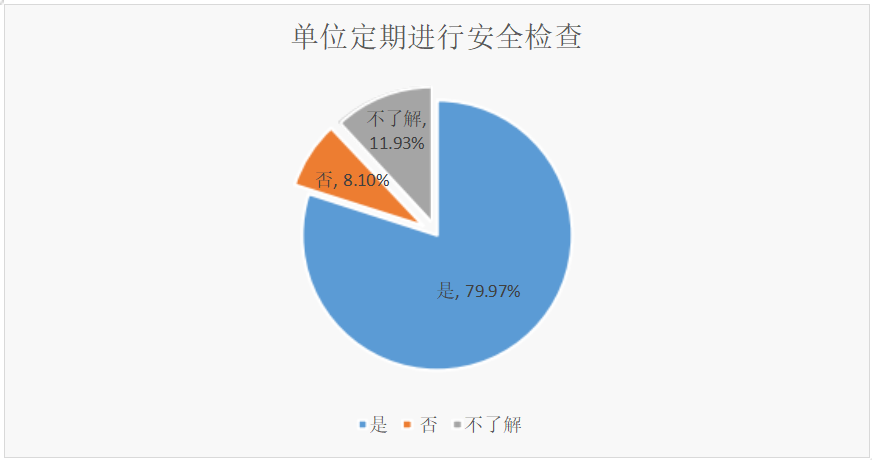 单位定期进行安全检查
不了解,
11.93%
否, 8.10%
是, 79.97%
是 否 不了解